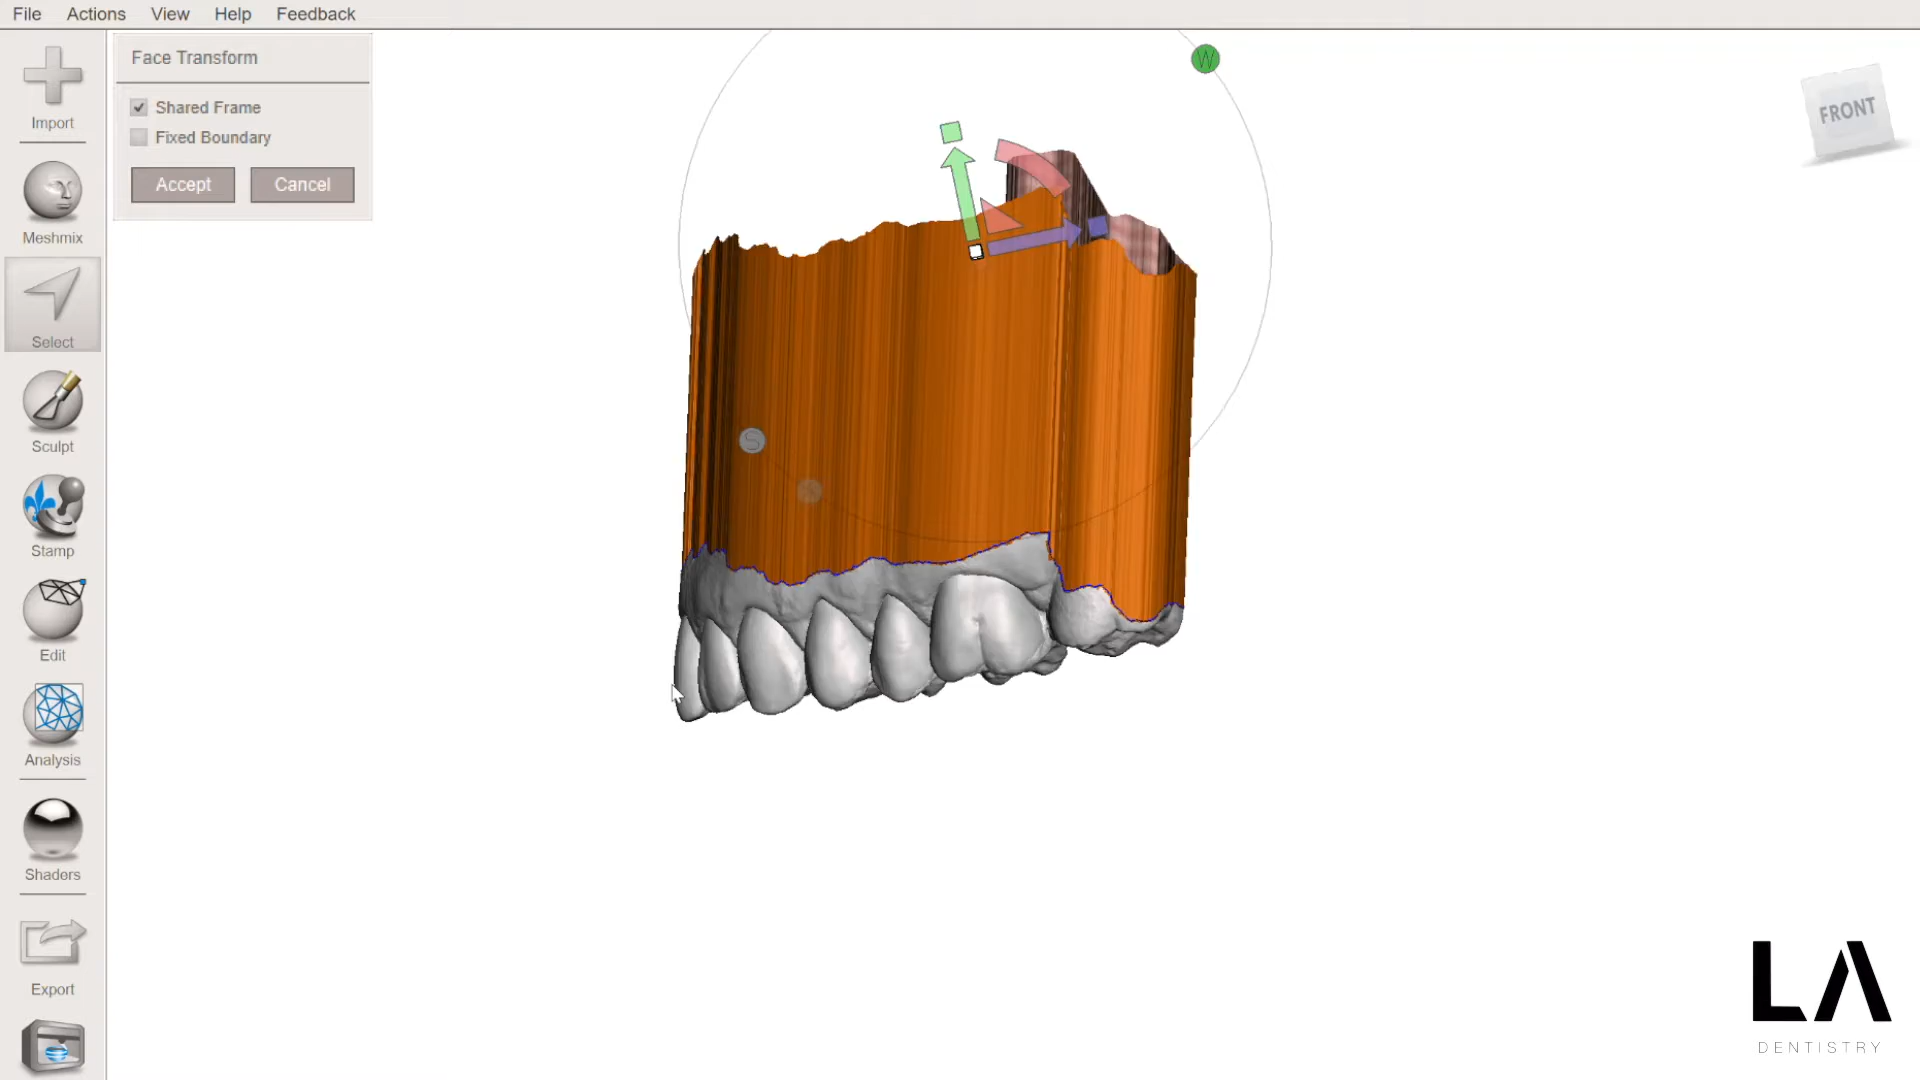 File Actions View Help Feedback
Face Transform
Shared Frame
Fixed Boundary
Accept Cancel
Import
Meshmix
Select
Sculpt
Stamp
Edit
Analysis
Shaders
Export
W
S
FRONT
LA
DENTISTRY